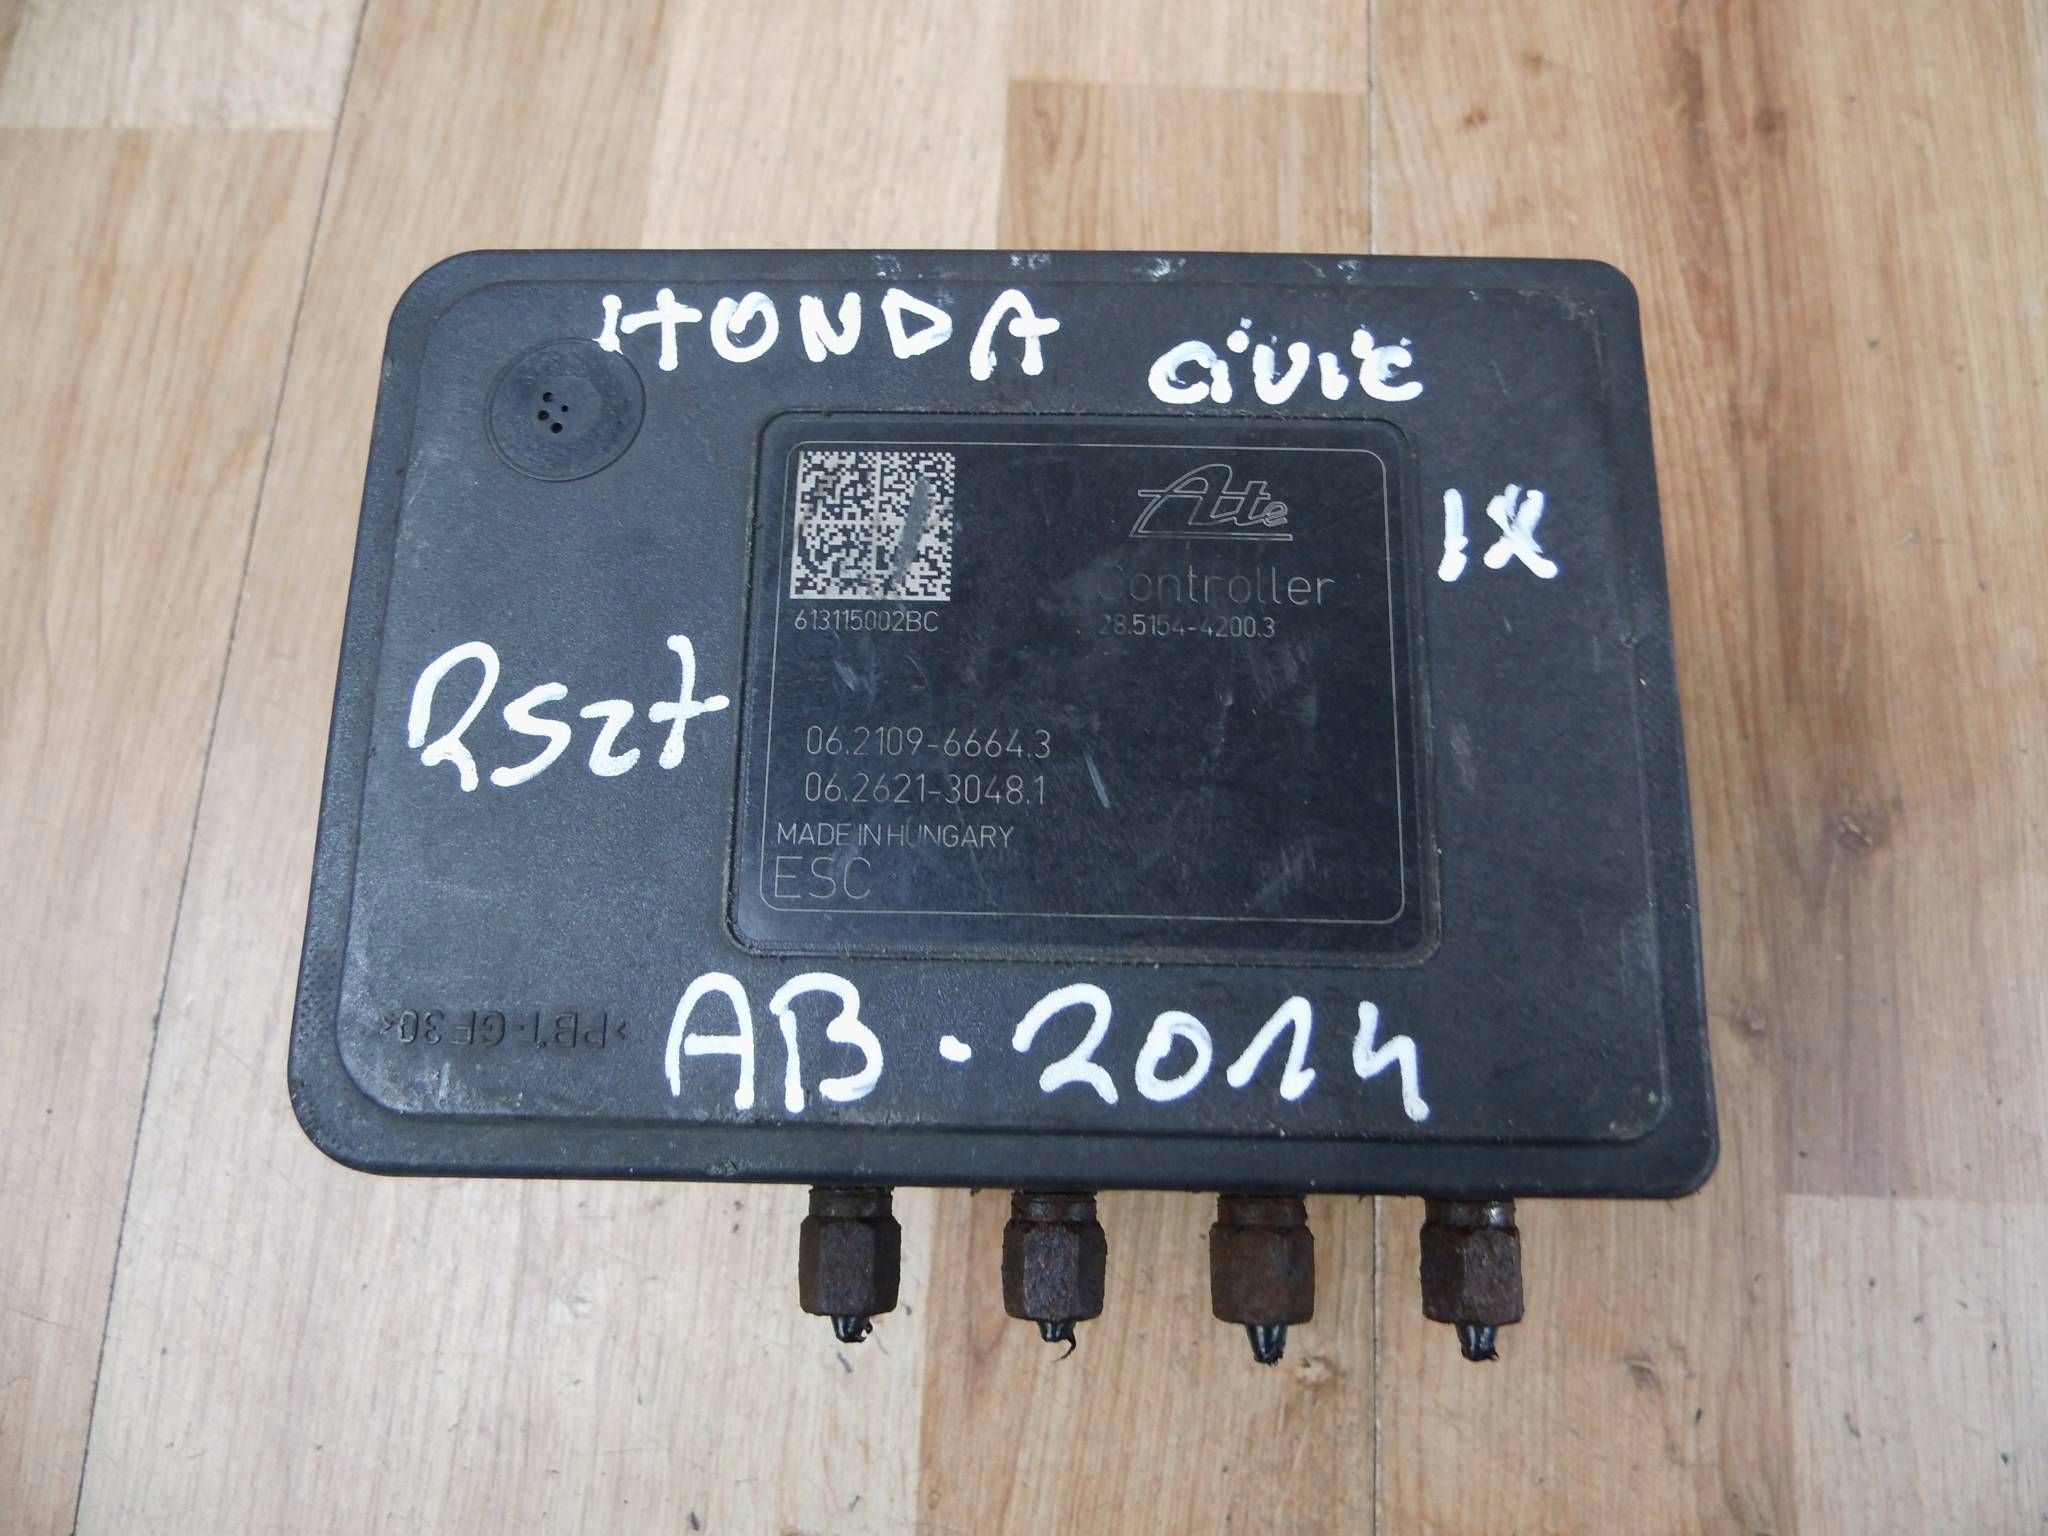 HONDA CIVIC
IX
Ate
Controller
613115002BC
28.5154-4200.3
2szt
06.2109-6664.3
06.2621-3048.1
MADE IN HUNGARY
ESC
>PBT-GF30<
AB-2014